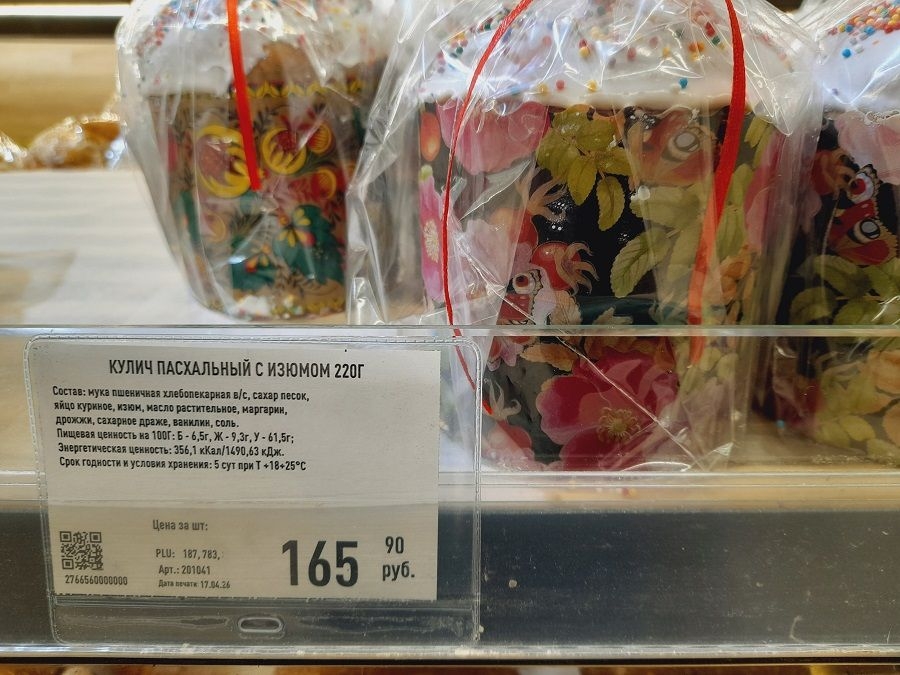 КУЛИЧ ПАСХАЛЬНЫЙ С ИЗЮМОМ 220Г
Состав: мука пшеничная хлебопекарная в/с, сахар песок,
яйцо куриное, изюм, масло растительное, маргарин,
дрожжи, сахарное драже, ванилин, соль.
Пищевая ценность на 100Г: Б - 6,5г, Ж - 9,3г, У - 61,5г;
Энергетическая ценность: 356,1 кКал/1490,63 кДж.
Срок годности и условия хранения: 5 сут при Т +18+25°С
Цена за шт:
PLU: 187, 783,
Арт.: 201041
Дата печати 17.04.26
2766560000000
165 90
руб.